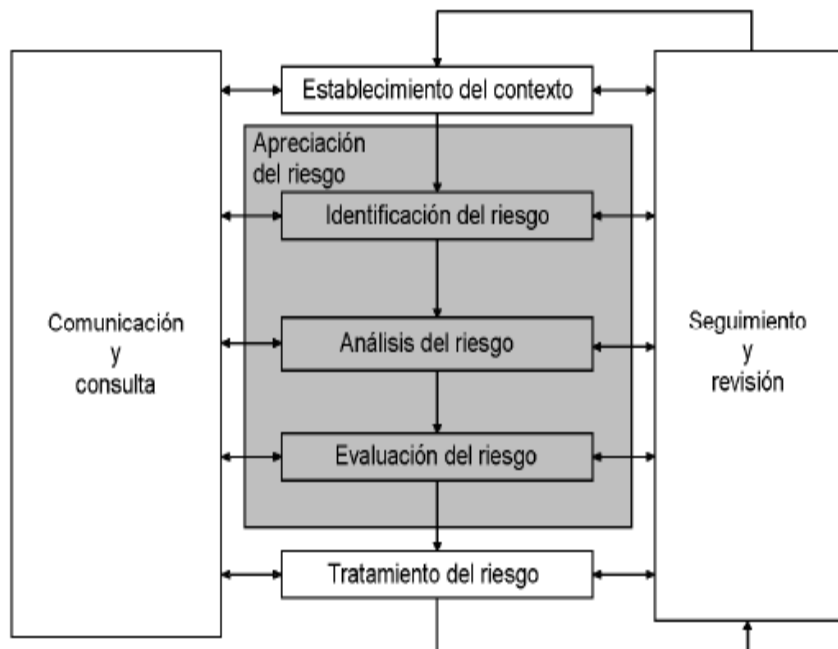 Establecimiento del contexto
Apreciación
del riesgo
Identificación del riesgo
Análisis del riesgo
Evaluación del riesgo
Tratamiento del riesgo
Comunicación
y
consulta
Seguimiento
y
revisión